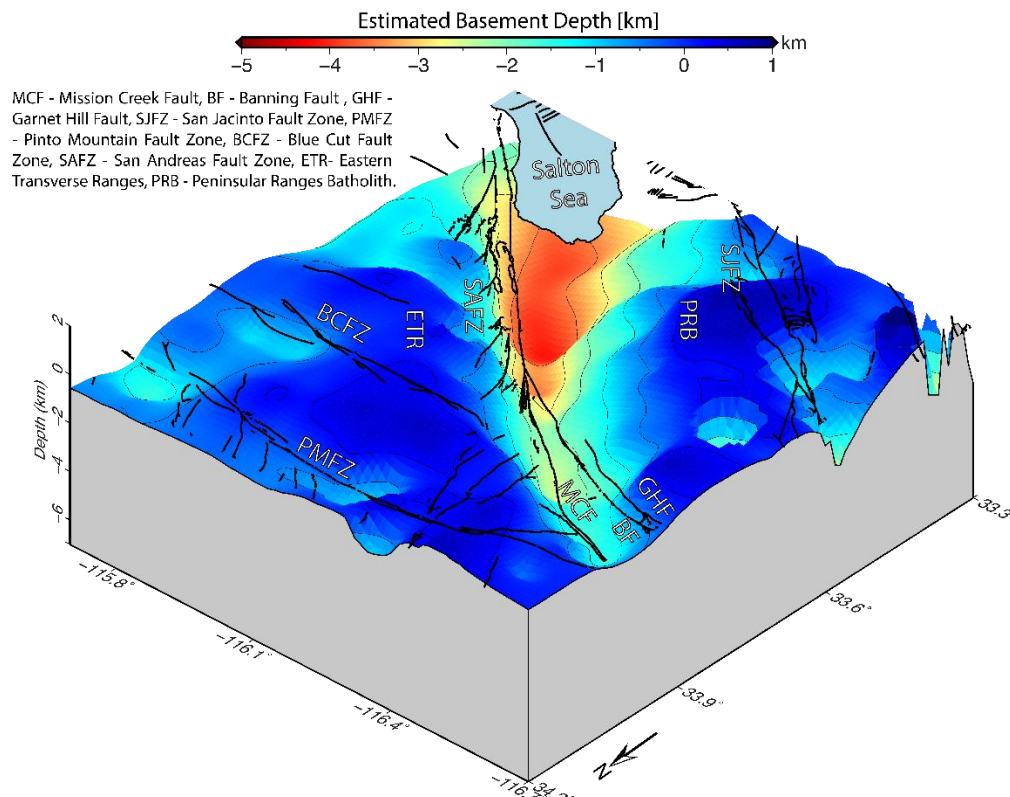 Estimated Basement Depth [km]
km
−5 −4 −3 −2 −1 0 1
MCF - Mission Creek Fault, BF - Banning Fault , GHF -
Garnet Hill Fault, SJFZ - San Jacinto Fault Zone, PMFZ
- Pinto Mountain Fault Zone, BCFZ - Blue Cut Fault
Zone, SAFZ - San Andreas Fault Zone, ETR- Eastern
Transverse Ranges, PRB - Peninsular Ranges Batholith.
Salton
Sea
SJFZ
SAFZ
PRB
BCFZ
ETR
PMFZ
MCF
BF
GHF
2
0
−2
−4
−6
Depth (km)
−115.8°
−116.1°
−116.4°
33.3
33.6°
33.9°
N